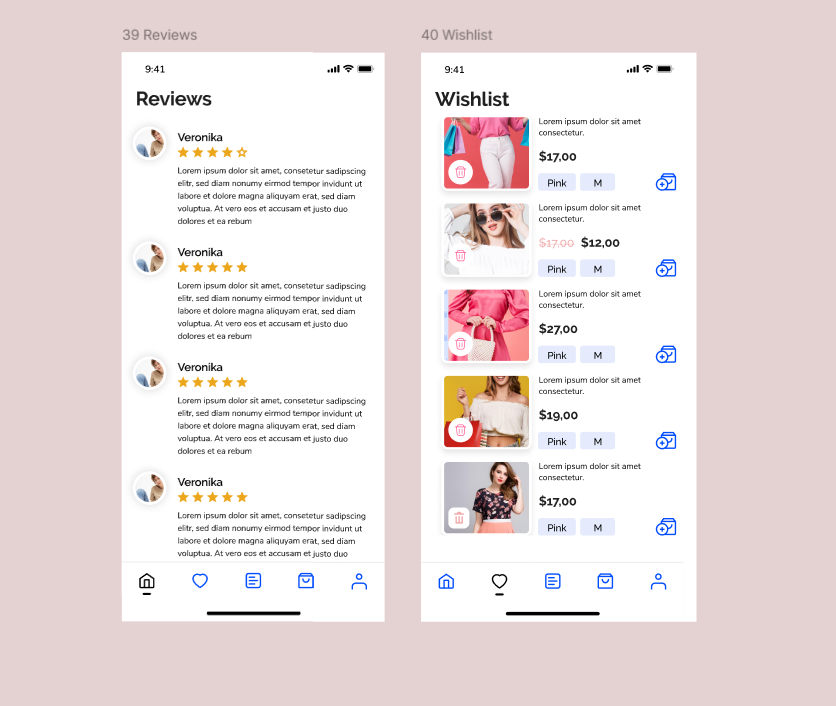 39 Reviews
9:41
Reviews
Veronika
Lorem ipsum dolor sit amet, consetetur sadipscing
elitr, sed diam nonumy eirmod tempor invidunt ut
labore et dolore magna aliquyam erat, sed diam
voluptua. At vero eos et accusam et justo duo
dolores et ea rebum
Veronika
Lorem ipsum dolor sit amet, consetetur sadipscing
elitr, sed diam nonumy eirmod tempor invidunt ut
labore et dolore magna aliquyam erat, sed diam
voluptua. At vero eos et accusam et justo duo
dolores et ea rebum
Veronika
Lorem ipsum dolor sit amet, consetetur sadipscing
elitr, sed diam nonumy eirmod tempor invidunt ut
labore et dolore magna aliquyam erat, sed diam
voluptua. At vero eos et accusam et justo duo
dolores et ea rebum
Veronika
Lorem ipsum dolor sit amet, consetetur sadipscing
elitr, sed diam nonumy eirmod tempor invidunt ut
labore et dolore magna aliquyam erat, sed diam
voluptua. At vero eos et accusam et justo duo
40 Wishlist
9:41
Wishlist
Lorem ipsum dolor sit amet
consectetur.
$17,00
Pink M
Lorem ipsum dolor sit amet
consectetur.
$17,00 $12,00
Pink M
Lorem ipsum dolor sit amet
consectetur.
$27,00
Pink M
Lorem ipsum dolor sit amet
consectetur.
$19,00
Pink M
Lorem ipsum dolor sit amet
consectetur.
$17,00
Pink M